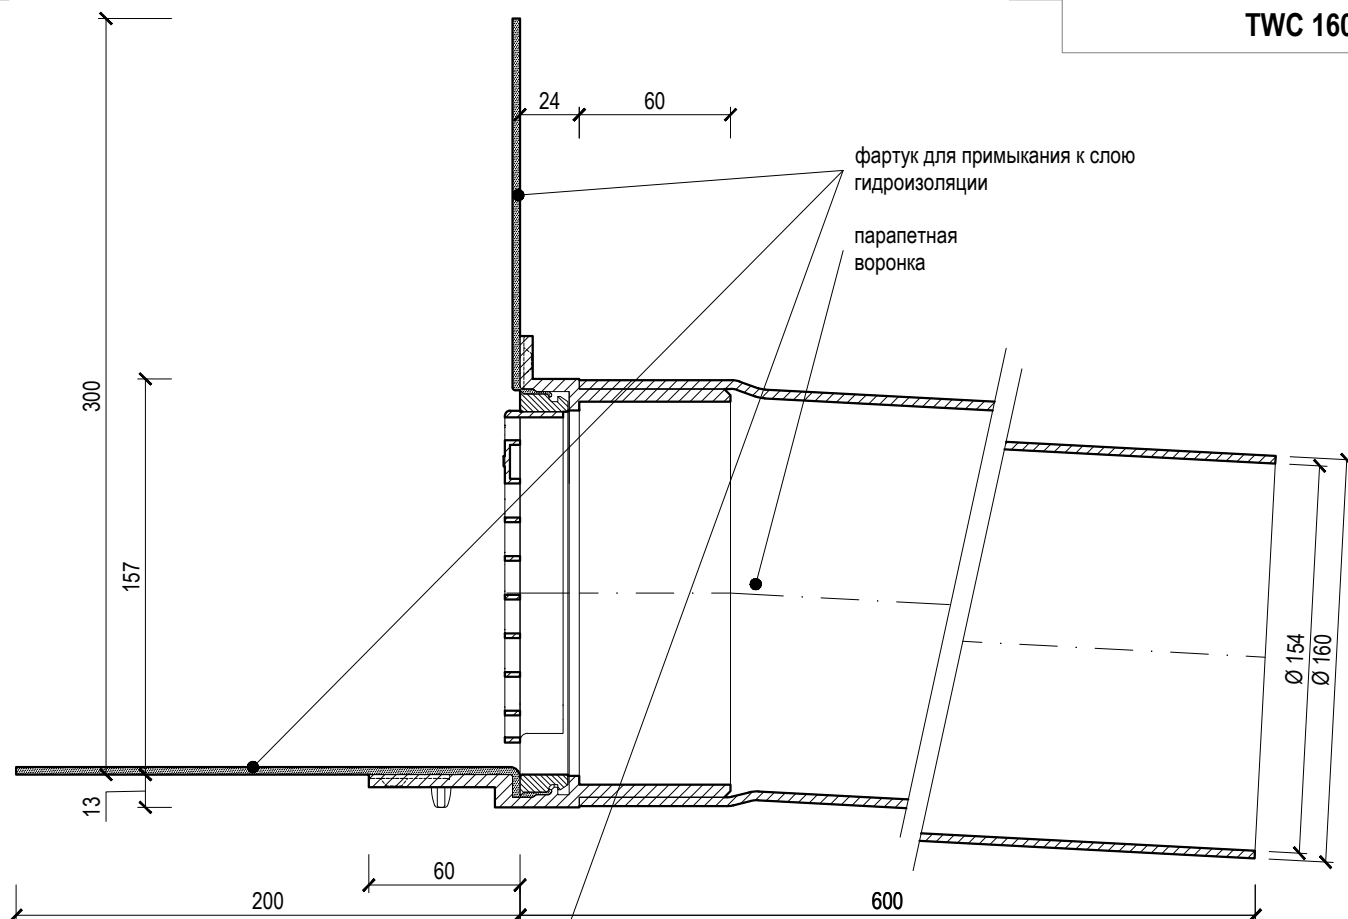 TWC 160
24
60
фартук для примыкания к слою
гидроизоляции
парапетная
воронка
300
157
Ø 154
Ø 160
13
60
200
600